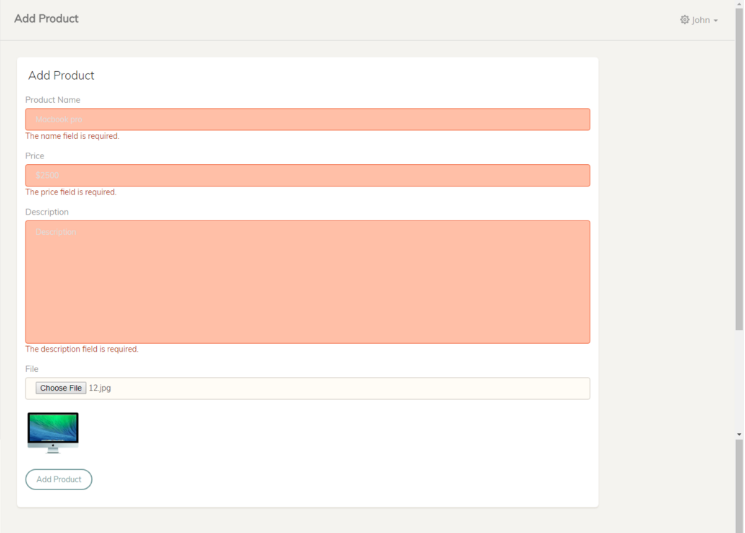 Add Product
John
Add Product
Product Name
Macbook pro
The name field is required.
Price
$2500
The price field is required.
Description
Description
The description field is required.
File
Choose File 12.jpg
Add Product